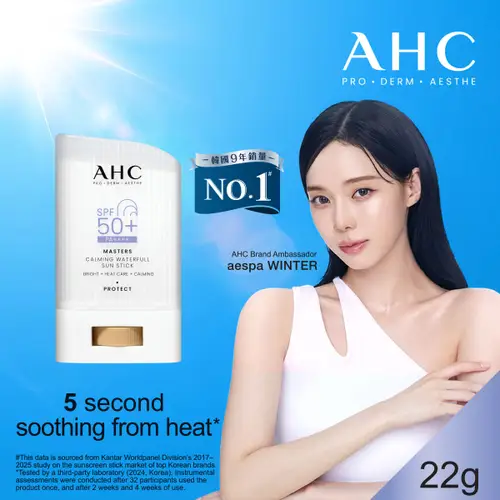 AHC
PRO • DERM • AESTHE
韓國9年銷量
NO.1#
AHC
PRO • DERM • AESTHE
SPF
50+
PA++++
MASTERS
CALMING WATERFULL
SUN STICK
BRIGHT • HEAT CARE • CALMING
PROTECT
AHC Brand Ambassador
aespa WINTER
5 second
soothing from heat*
#This data is sourced from Kantar Worldpanel Division's 2017–
2025 study on the sunscreen stick market of top Korean brands.
*Tested by a third-party laboratory (2024, Korea). Instrumental
assessments were conducted after 32 participants used the
product once, and after 2 weeks and 4 weeks of use.
22g